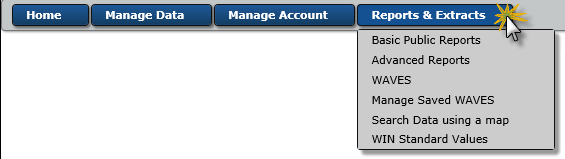 Home Manage Data Manage Account Reports & Extracts
Basic Public Reports
Advanced Reports
WAVES
Manage Saved WAVES
Search Data using a map
WIN Standard Values